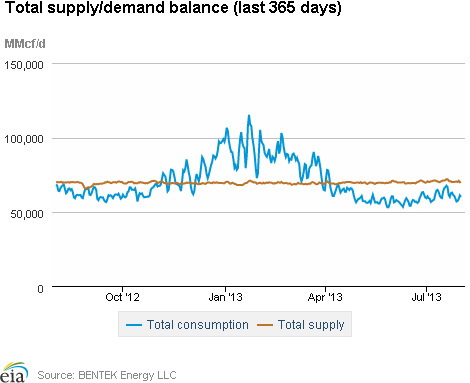 Total supply/demand balance (last 365 days)
MMcf/d
150,000
100,000
50,000
0
Oct '12 Jan '13 Apr '13 Jul '13
Total consumption Total supply
eia Source: BENTEK Energy LLC